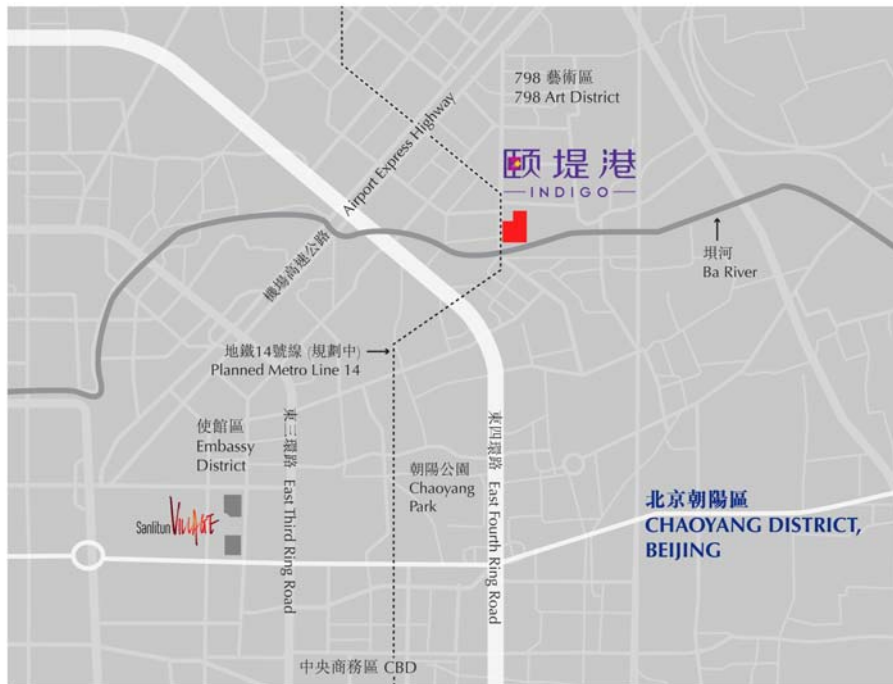 798 藝術區
798 Art District
Airport Express Highway
機場高速公路
頤堤港
INDIGO
壩河
Ba River
地鐵14號線 (規劃中)
Planned Metro Line 14
使館區
Embassy
District
東三環路 East Third Ring Road
朝陽公園
Chaoyang
Park
東四環路 East Fourth Ring Road
Sanlitun VILLAGE
北京朝陽區
CHAOYANG DISTRICT,
BEIJING
中央商務區 CBD